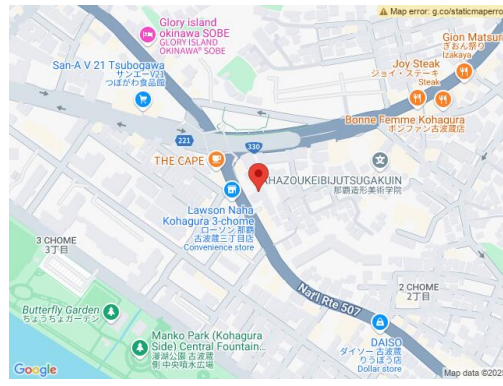 Map error: g.co/staticmaperro
Glory island
okinawa SOBE
GLORY ISLAND
OKINAWA® SOBE
Gion Matsur
ぎおん祭り
Izakaya
San-A V 21 Tsubogawa
サンエーV21
つぼがわ食品館
Joy Steak
ジョイ・ステーキ
Steak
Bonne Femme Kohagura
ボンファン古波蔵店
221
330
THE CAPE
AHAZOUKEIBIJUTSUGAKUIN
那覇造形美術学院
Lawson Naha
Kohagura 3-chome
ローソン 那覇
古波蔵三丁目店
Convenience store
3 CHOME
3丁目
Nat'l Rte 507
2 CHOME
2丁目
Butterfly Garden
ちょうちょガーデン
Manko Park (Kohagura
Side) Central Fountain...
漫湖公園 古波蔵
側 中央噴水広場
DAISO
ダイソー 古波蔵
りうぼう店
Dollar store
Google
Map data ©202